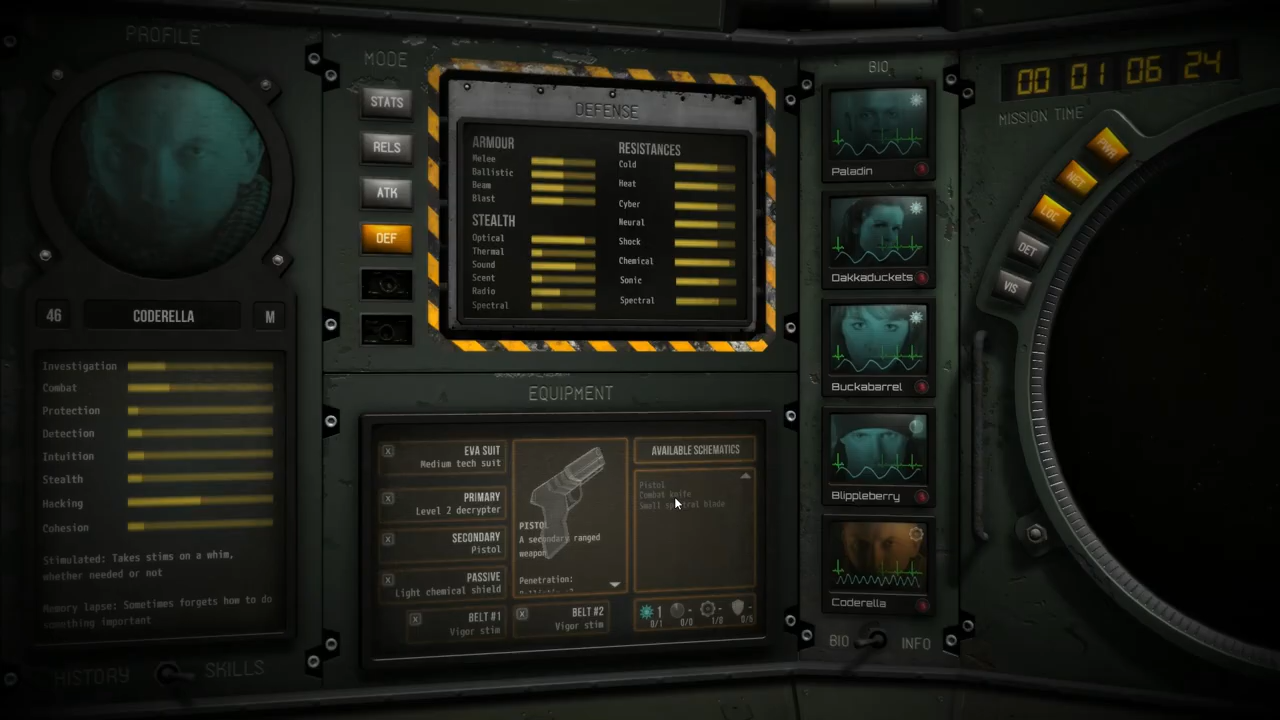 PROFILE
46
CODERELLA
M
Investigation
Combat
Protection
Detection
Intuition
Stealth
Hacking
Cohesion
Stimulated: Takes stims on a whim,
whether needed or not
Memory lapse: Sometimes forgets how to do
something important
HISTORY
SKILLS
MODE
STATS
RELS
ATK
DEF
DEFENSE
ARMOUR
Melee
Ballistic
Beam
Blast
STEALTH
Optical
Thermal
Sound
Scent
Radio
Spectral
RESISTANCES
Cold
Heat
Cyber
Neural
Shock
Chemical
Sonic
Spectral
EQUIPMENT
X
EVA SUIT
Medium tech suit
X
PRIMARY
Level 2 decrypter
X
SECONDARY
Pistol
X
PASSIVE
Light chemical shield
X
BELT #1
Vigor stim
X
BELT #2
Vigor stim
PISTOL
A secondary ranged
weapon
Penetration:
AVAILABLE SCHEMATICS
Pistol
Combat knife
Small spectral blade
1
-
-
-
0/1
0/0
1/0
0/5
BIO
Paladin
Dakkaduckets
Buckabarrel
Blippleberry
Coderella
BIO
INFO
00 01 06 24
MISSION TIME
PWR
NET
LOC
DET
VIS